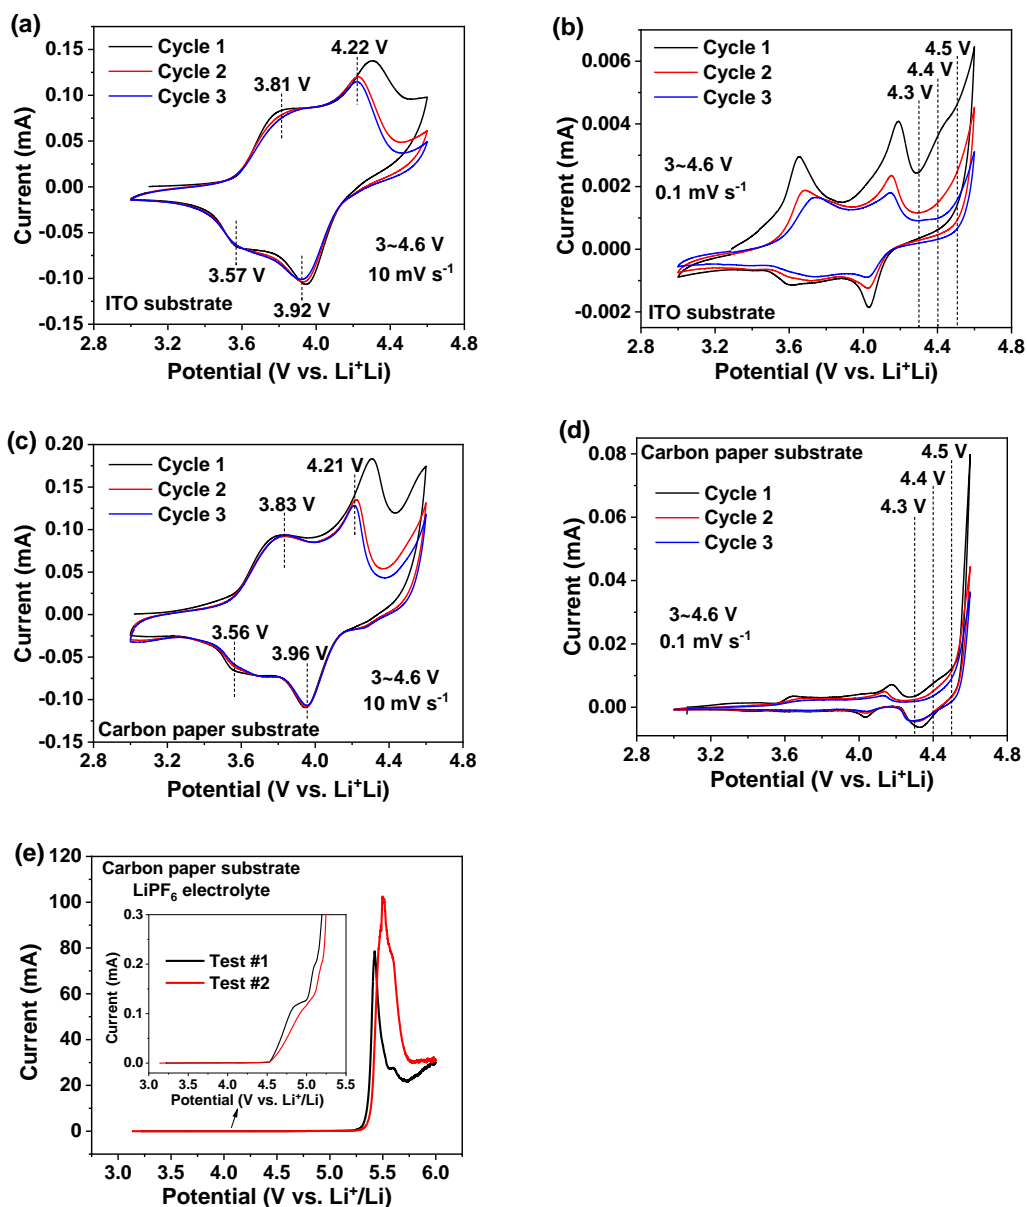 (a)
Cycle 1
Cycle 2
Cycle 3
3.81 V
4.22 V
3.57 V
3.92 V
3~4.6 V
10 mV s⁻¹
ITO substrate
0.15
0.10
0.05
0.00
-0.05
-0.10
-0.15
Current (mA)
2.8 3.2 3.6 4.0 4.4 4.8
Potential (V vs. Li⁺Li)
(b)
Cycle 1
Cycle 2
Cycle 3
4.5 V
4.4 V
4.3 V
3~4.6 V
0.1 mV s⁻¹
ITO substrate
0.006
0.004
0.002
0.000
-0.002
Current (mA)
2.8 3.2 3.6 4.0 4.4 4.8
Potential (V vs. Li⁺Li)
(c)
Cycle 1
Cycle 2
Cycle 3
4.21 V
3.83 V
3.56 V
3.96 V
3~4.6 V
10 mV s⁻¹
Carbon paper substrate
0.20
0.15
0.10
0.05
0.00
-0.05
-0.10
-0.15
Current (mA)
2.8 3.2 3.6 4.0 4.4 4.8
Potential (V vs. Li⁺Li)
(d)
Carbon paper substrate
4.5 V
4.4 V
4.3 V
Cycle 1
Cycle 2
Cycle 3
3~4.6 V
0.1 mV s⁻¹
0.08
0.06
0.04
0.02
0.00
Current (mA)
2.8 3.2 3.6 4.0 4.4 4.8
Potential (V vs. Li⁺Li)
(e)
Carbon paper substrate
LiPF₆ electrolyte
Test #1
Test #2
0.3
0.2
0.1
0.0
Current (mA)
3.0 3.5 4.0 4.5 5.0 5.5
Potential (V vs. Li⁺/Li)
120
100
80
60
40
20
0
Current (mA)
3.0 3.5 4.0 4.5 5.0 5.5 6.0
Potential (V vs. Li⁺/Li)